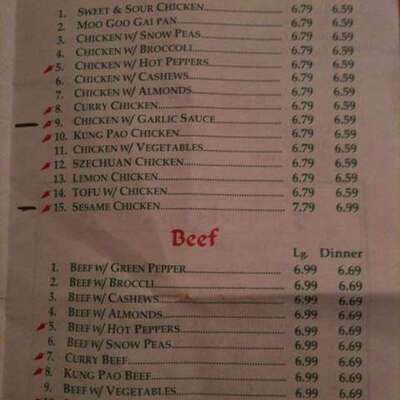 1. Sweet & Sour Chicken 6.79 6.59
2. Moo Goo Gai Pan 6.79 6.59
3. Chicken w/ Snow Peas 6.79 6.59
4. Chicken w/ Broccoli 6.79 6.59
5. Chicken w/ Hot Peppers 6.79 6.59
6. Chicken w/ Cashews 6.79 6.59
7. Chicken w/ Almonds 6.79 6.59
8. Curry Chicken 6.79 6.59
9. Chicken w/ Garlic Sauce 6.79 6.59
10. Kung Pao Chicken 6.79 6.59
11. Chicken w/ Vegetables 6.79 6.59
12. Szechuan Chicken 6.79 6.59
13. Lemon Chicken 6.79 6.59
14. Tofu w/ Chicken 6.79 6.59
15. Sesame Chicken 7.79 6.99
Beef
Lg. Dinner
1. Beef w/ Green Pepper 6.99 6.69
2. Beef w/ Broccli 6.99 6.69
3. Beef w/ Cashews 6.99 6.69
4. Beef w/ Almonds 6.99 6.69
5. Beef w/ Hot Peppers 6.99 6.69
6. Beef w/ Snow Peas 6.99 6.69
7. Curry Beef 6.99 6.69
8. Kung Pao Beef 6.99 6.69
9. Beef w/ Vegetables 6.99 6.69